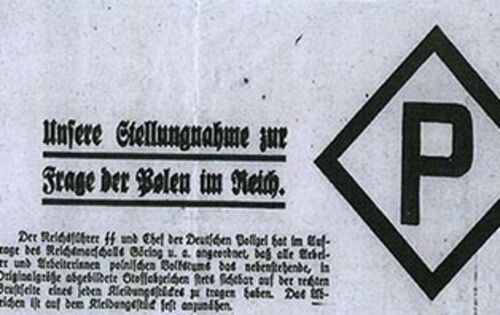 Unsere Stellungnahme zur
Frage der Polen im Reich.
P
Der Reichsführer SS und Chef der Deutschen Polizei hat im Auf-
trage des Reichsmarschalls Göring u. a. angeordnet, daß alle Arbei-
ter und Arbeiterinnen polnischen Volkstums das nebenstehende, in
Originalgröße abgebildete Stoffabzeichen stets sichtbar auf der rechten
Brustseite eines jeden Kleidungsstückes zu tragen haben. Das Ab-
zeichen ist auf dem Kleidungsstück fest anzunähen.